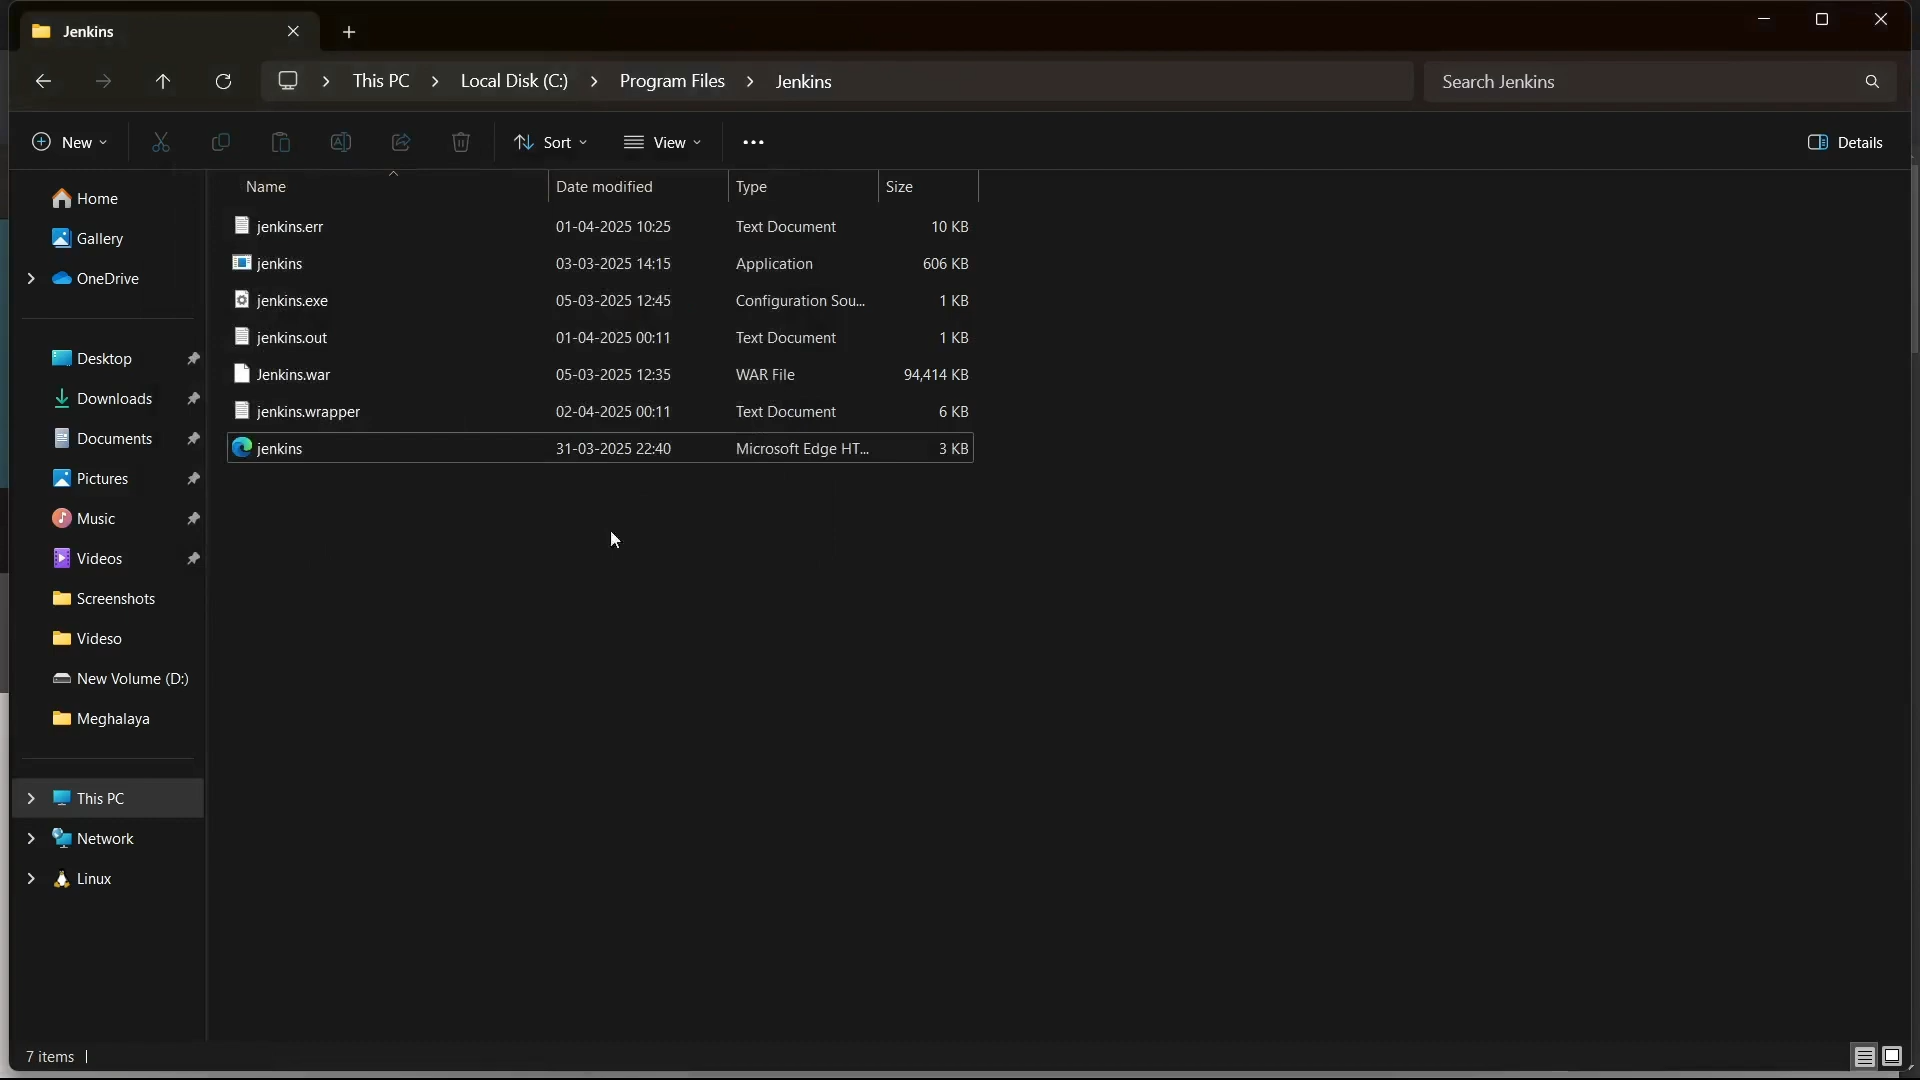 Jenkins
This PC Local Disk (C:) Program Files Jenkins
Search Jenkins
New Sort View Details
Name Date modified Type Size
jenkins.err 01-04-2025 10:25 Text Document 10 KB
jenkins 03-03-2025 14:15 Application 606 KB
jenkins.exe 05-03-2025 12:45 Configuration Sou... 1 KB
jenkins.out 01-04-2025 00:11 Text Document 1 KB
Jenkins.war 05-03-2025 12:35 WAR File 94,414 KB
jenkins.wrapper 02-04-2025 00:11 Text Document 6 KB
jenkins 31-03-2025 22:40 Microsoft Edge HT... 3 KB
Home
Gallery
OneDrive
Desktop
Downloads
Documents
Pictures
Music
Videos
Screenshots
Videso
New Volume (D:)
Meghalaya
This PC
Network
Linux
7 items